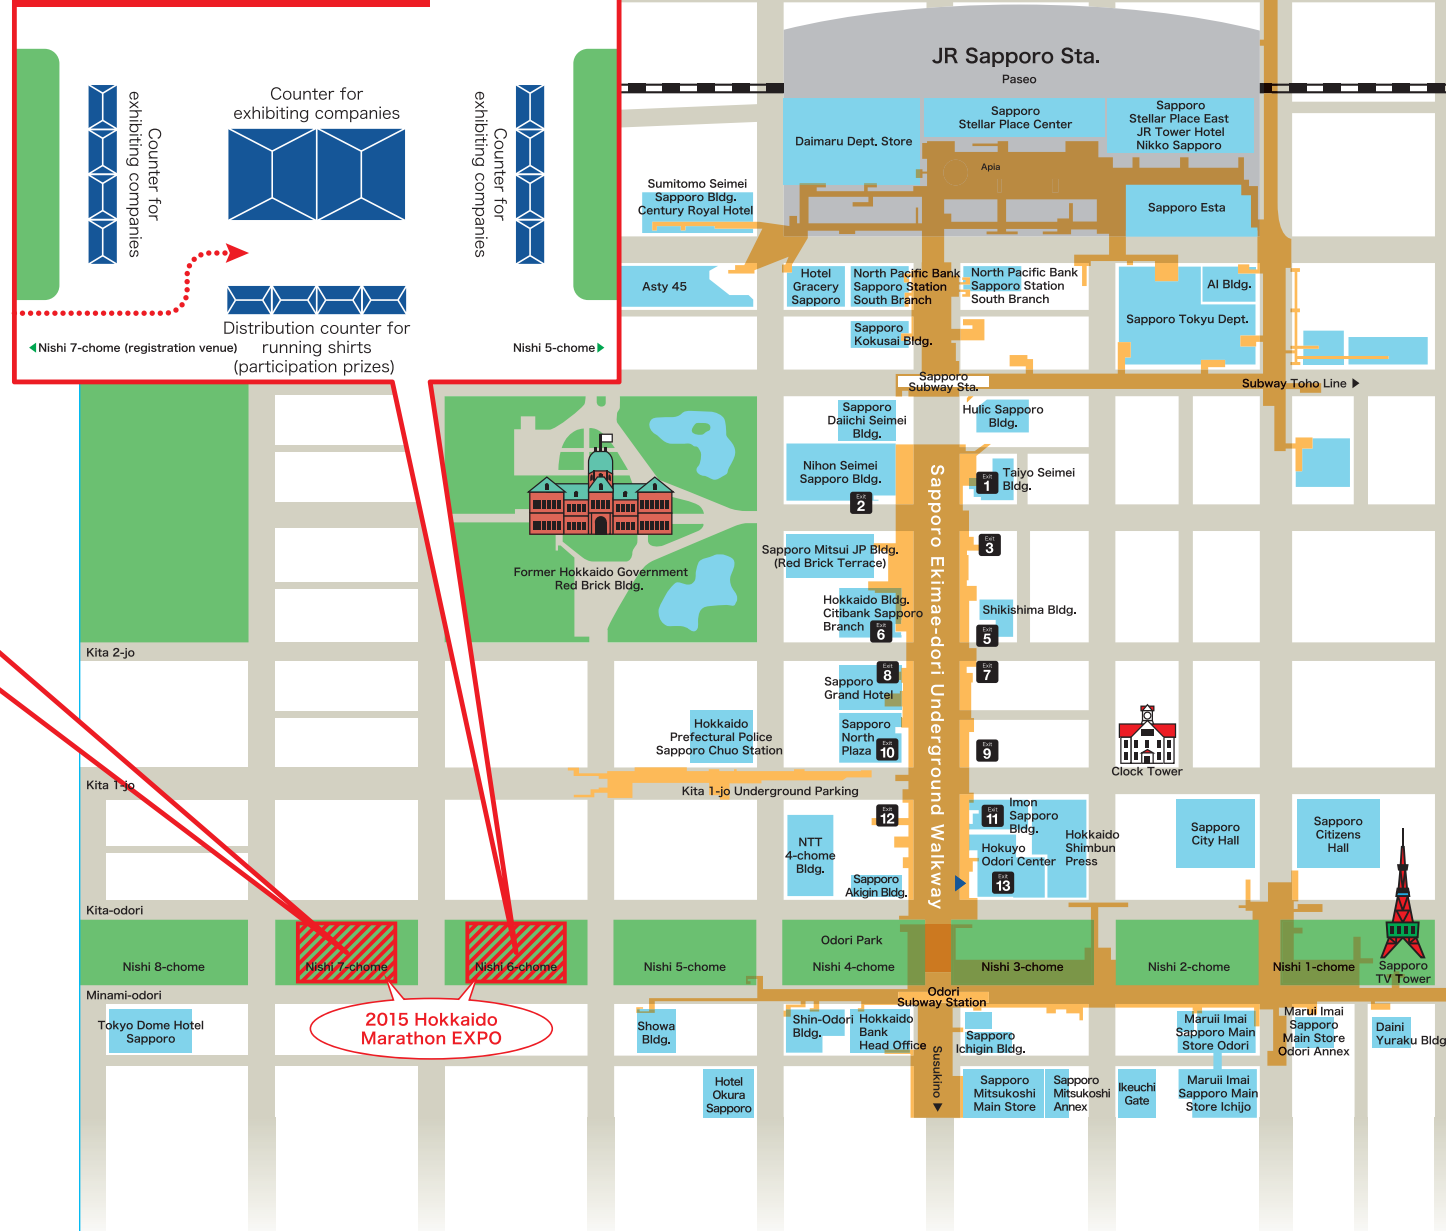 Counter for
exhibiting companies
Counter for
exhibiting companies
Counter for
exhibiting companies
Distribution counter for
running shirts
(participation prizes)
Nishi 7-chome (registration venue)
Nishi 5-chome
JR Sapporo Sta.
Paseo
Daimaru Dept. Store
Sapporo
Stellar Place Center
Sapporo
Stellar Place East
JR Tower Hotel
Nikko Sapporo
Apia
Sapporo Esta
Sumitomo Seimei
Sapporo Bldg.
Century Royal Hotel
Asty 45
Hotel
Gracery
Sapporo
North Pacific Bank
Sapporo Station
South Branch
North Pacific Bank
Sapporo Station
South Branch
AI Bldg.
Sapporo Tokyu Dept.
Sapporo
Kokusai Bldg.
Sapporo
Subway Sta.
Subway Toho Line
Sapporo
Daiichi Seimei
Bldg.
Hulic Sapporo
Bldg.
Nihon Seimei
Sapporo Bldg.
Exit
2
Exit
1
Taiyo Seimei
Bldg.
Sapporo Ekimae-dori Underground Walkway
Sapporo Mitsui JP Bldg.
(Red Brick Terrace)
Exit
3
Former Hokkaido Government
Red Brick Bldg.
Hokkaido Bldg.
Citibank Sapporo
Branch
Exit
6
Shikishima Bldg.
Exit
5
Kita 2-jo
Exit
8
Sapporo
Grand Hotel
Exit
7
Hokkaido
Prefectural Police
Sapporo Chuo Station
Sapporo
North
Plaza
Exit
10
Exit
9
Clock Tower
Kita 1-jo
Kita 1-jo Underground Parking
Exit
12
Exit
11
Imon
Sapporo
Bldg.
Hokkaido
Shimbun
Press
Sapporo
City Hall
Sapporo
Citizens
Hall
NTT
4-chome
Bldg.
Hokuyo
Odori Center
Exit
13
Sapporo
Akigin Bldg.
Kita-odori
Odori Park
Nishi 8-chome
Nishi 7-chome
Nishi 6-chome
Nishi 5-chome
Nishi 4-chome
Nishi 3-chome
Nishi 2-chome
Nishi 1-chome
Sapporo
TV Tower
Minami-odori
Odori
Subway Station
2015 Hokkaido
Marathon EXPO
Tokyo Dome Hotel
Sapporo
Showa
Bldg.
Shin-Odori
Bldg.
Hokkaido
Bank
Head Office
Susukino
Sapporo
Ichigin Bldg.
Maruii Imai
Sapporo Main
Store Odori
Marui Imai
Sapporo
Main Store
Odori Annex
Daini
Yuraku Bldg
Hotel
Okura
Sapporo
Sapporo
Mitsukoshi
Main Store
Sapporo
Mitsukoshi
Annex
Ikeuchi
Gate
Maruii Imai
Sapporo Main
Store Ichijo